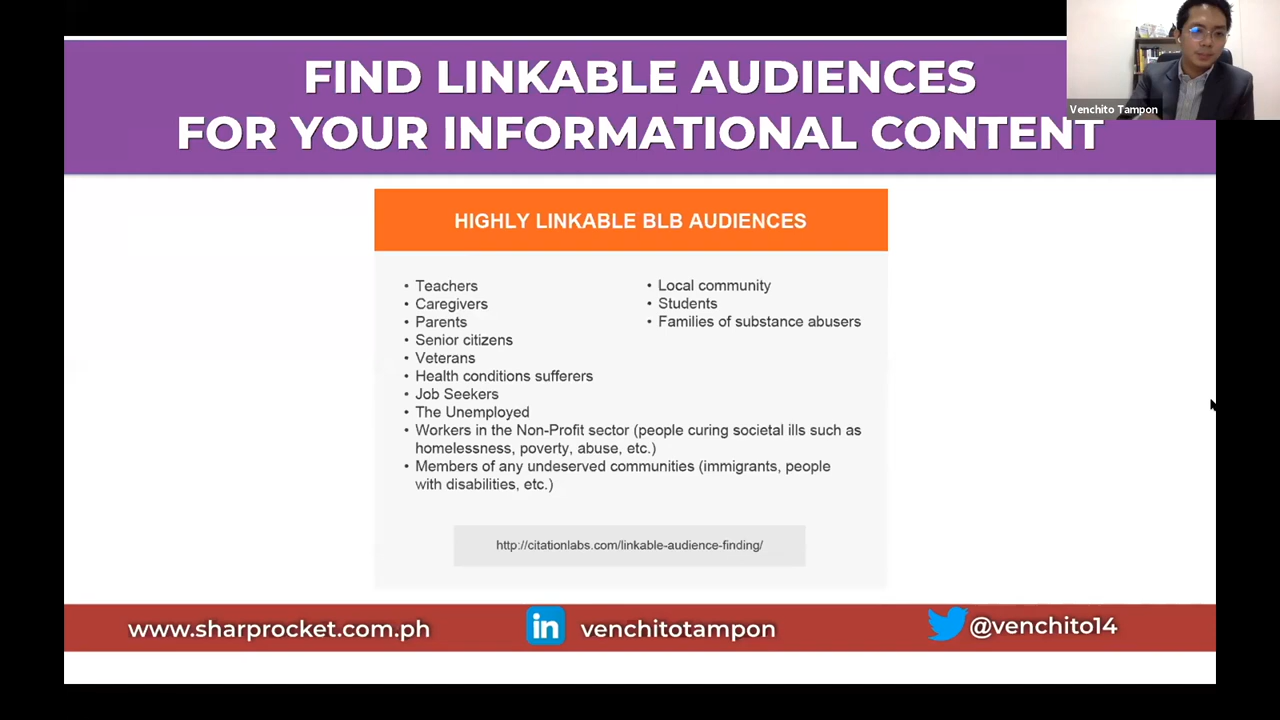 FIND LINKABLE AUDIENCES
FOR YOUR INFORMATIONAL CONTENT
Venchito Tampon
HIGHLY LINKABLE BLB AUDIENCES
• Teachers
• Caregivers
• Parents
• Senior citizens
• Veterans
• Health conditions sufferers
• Job Seekers
• The Unemployed
• Workers in the Non-Profit sector (people curing societal ills such as
homelessness, poverty, abuse, etc.)
• Members of any undeserved communities (immigrants, people
with disabilities, etc.)
• Local community
• Students
• Families of substance abusers
http://citationlabs.com/linkable-audience-finding/
www.sharprocket.com.ph
in venchitotampon
@venchito14